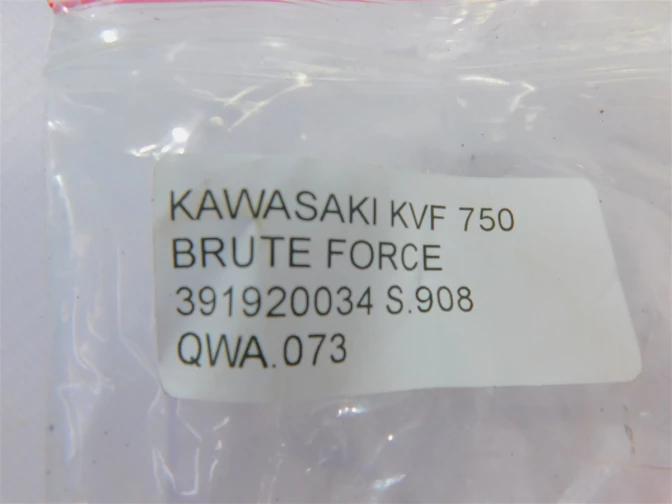 KAWASAKI KVF 750
BRUTE FORCE
391920034 S.908
QWA.073